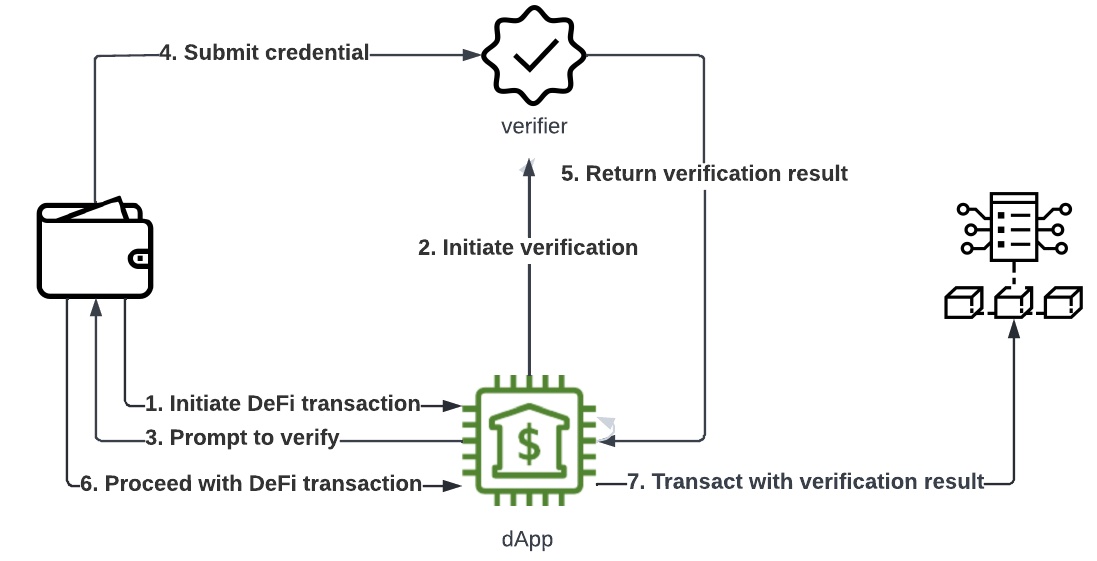 4. Submit credential
verifier
5. Return verification result
2. Initiate verification
1. Initiate DeFi transaction
3. Prompt to verify
$
6. Proceed with DeFi transaction
7. Transact with verification result
dApp